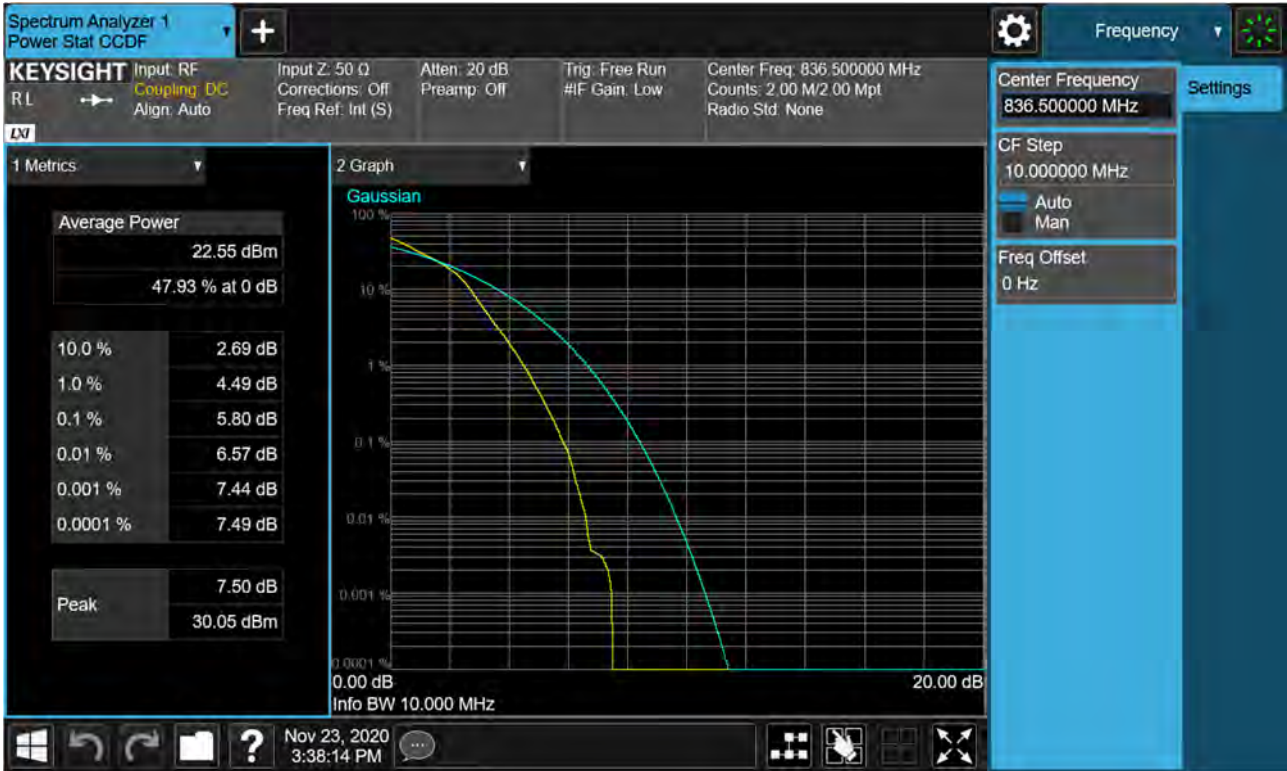 Spectrum Analyzer 1
Power Stat CCDF
Frequency
KEYSIGHT
R L
LXI
Input: RF
Coupling: DC
Align: Auto
Input Z: 50 Ω
Corrections: Off
Freq Ref: Int (S)
Atten: 20 dB
Preamp: Off
Trig: Free Run
#IF Gain: Low
Center Freq: 836.500000 MHz
Counts: 2.00 M/2.00 Mpt
Radio Std: None
Center Frequency
836.500000 MHz
Settings
CF Step
10.000000 MHz
Auto
Man
Freq Offset
0 Hz
1 Metrics
Average Power
22.55 dBm
47.93 % at 0 dB
10.0 % 2.69 dB
1.0 % 4.49 dB
0.1 % 5.80 dB
0.01 % 6.57 dB
0.001 % 7.44 dB
0.0001 % 7.49 dB
Peak
7.50 dB
30.05 dBm
2 Graph
Gaussian
100 %
10 %
1 %
0.1 %
0.01 %
0.001 %
0.0001 %
0.00 dB 20.00 dB
Info BW 10.000 MHz
?
Nov 23, 2020
3:38:14 PM